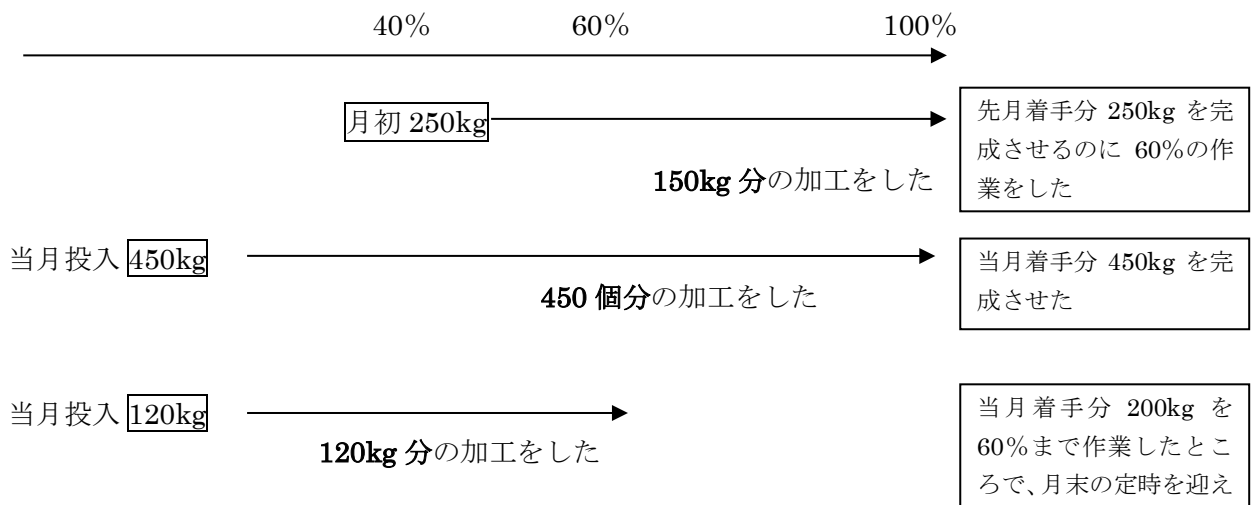 40% 60% 100%
月初 250kg
先月着手分 250kg を完
成させるのに 60%の作
業をした
150kg 分の加工をした
当月投入 450kg
当月着手分 450kg を完
成させた
450 個分の加工をした
当月投入 120kg
当月着手分 200kg を
60%まで作業したとこ
ろで、月末の定時を迎え
120kg 分の加工をした